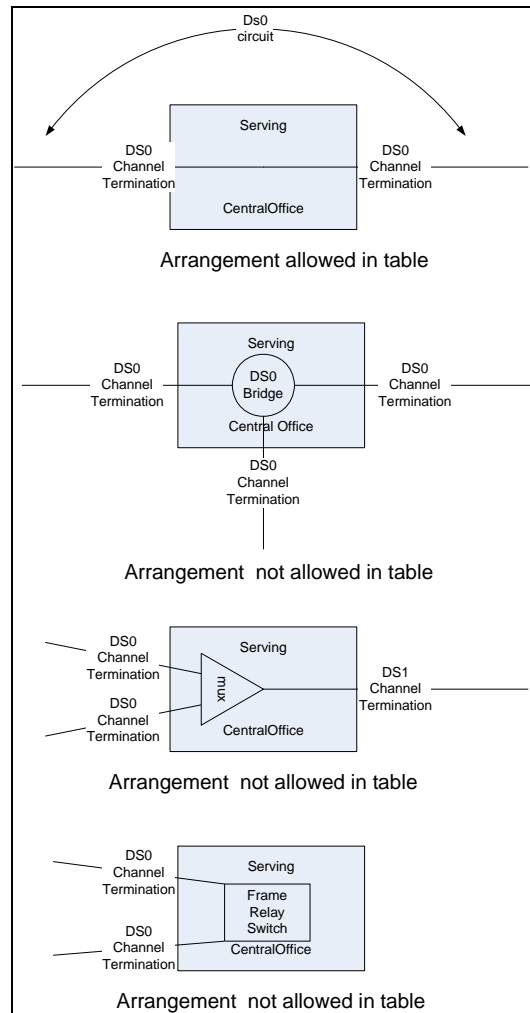 Ds0
circuit
Serving
DS0
Channel
Termination
DS0
Channel
Termination
CentralOffice
Arrangement allowed in table
Serving
DS0
Channel
Termination
DS0
Bridge
DS0
Channel
Termination
Central Office
DS0
Channel
Termination
Arrangement not allowed in table
DS0
Channel
Termination
Serving
mux
DS1
Channel
Termination
DS0
Channel
Termination
CentralOffice
Arrangement not allowed in table
DS0
Channel
Termination
Serving
Frame
Relay
Switch
DS0
Channel
Termination
CentralOffice
Arrangement not allowed in table